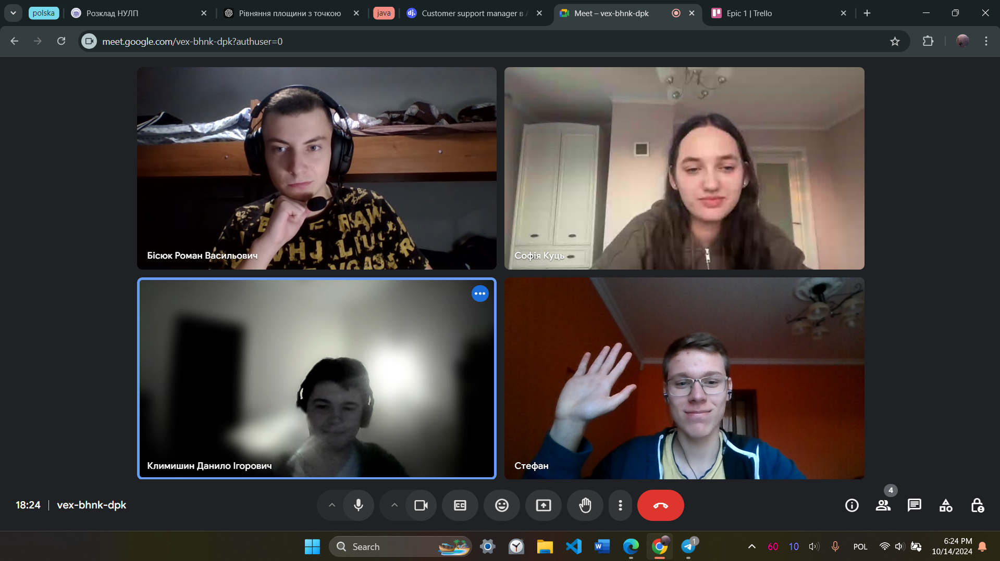 polska
Розклад НУЛП
Рівняння площини з точкою
java
Customer support manager в
Meet – vex-bhnk-dpk
Epic 1 | Trello
meet.google.com/vex-bhnk-dpk?authuser=0
Бісюк Роман Васильович
Софія Куць
Климишин Данило Ігорович
Стефан
18:24 | vex-bhnk-dpk
4
Search
1
60
10
POL
6:24 PM
10/14/2024